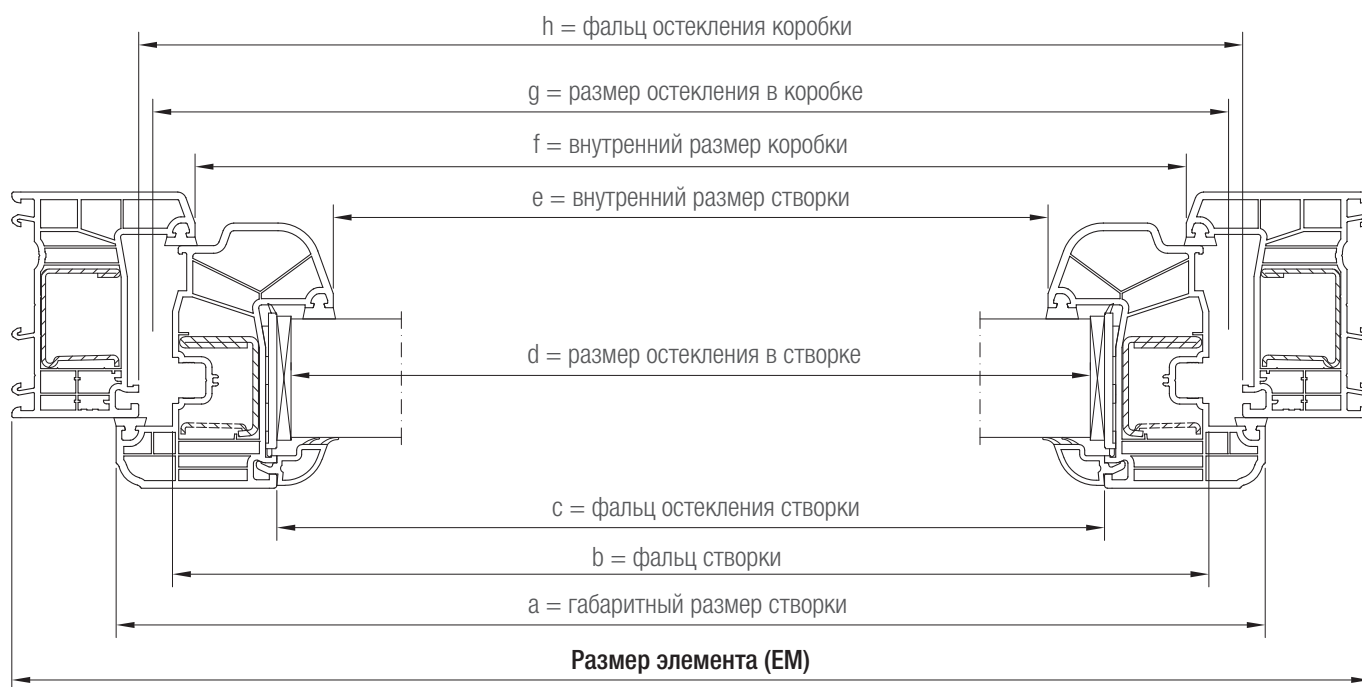 h = фальц остекления коробки
g = размер остекления в коробке
f = внутренний размер коробки
e = внутренний размер створки
d = размер остекления в створке
c = фальц остекления створки
b = фальц створки
a = габаритный размер створки
Размер элемента (EM)